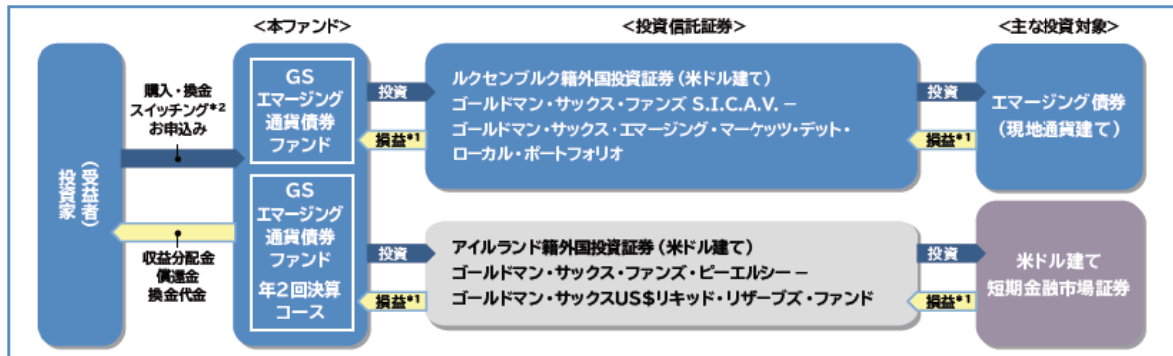 <本ファンド>
<投資信託証券>
<主な投資対象>
投資家
(受益者)
購入・換金
スイッチング*2
お申込み
収益分配金
償還金
換金代金
GS
エマージング
通貨債券
ファンド
GS
エマージング
通貨債券
ファンド
年2回決算
コース
投資
損益*1
ルクセンブルク籍外国投資証券(米ドル建て)
ゴールドマン・サックス・ファンズ S.I.C.A.V. −
ゴールドマン・サックス・エマージング・マーケッツ・デット・
ローカル・ポートフォリオ
投資
損益*1
エマージング債券
(現地通貨建て)
投資
損益*1
アイルランド籍外国投資証券(米ドル建て)
ゴールドマン・サックス・ファンズ・ピーエルシー −
ゴールドマン・サックスUS$リキッド・リザーブズ・ファンド
投資
損益*1
米ドル建て
短期金融市場証券